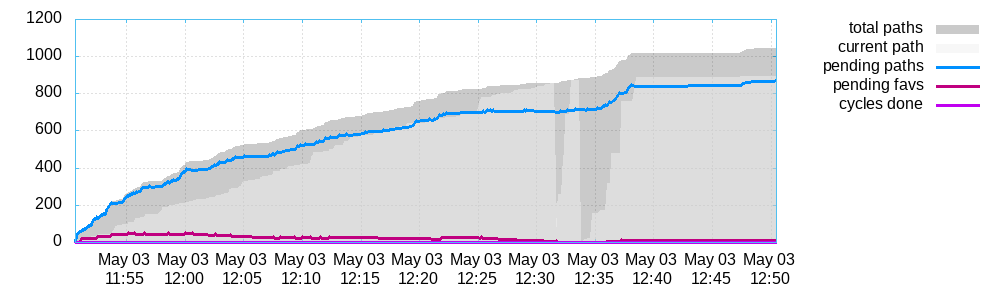 1200
1000
800
600
400
200
0
May 03 May 03 May 03 May 03 May 03 May 03 May 03 May 03 May 03 May 03 May 03 May 03
11:55 12:00 12:05 12:10 12:15 12:20 12:25 12:30 12:35 12:40 12:45 12:50
total paths
current path
pending paths
pending favs
cycles done